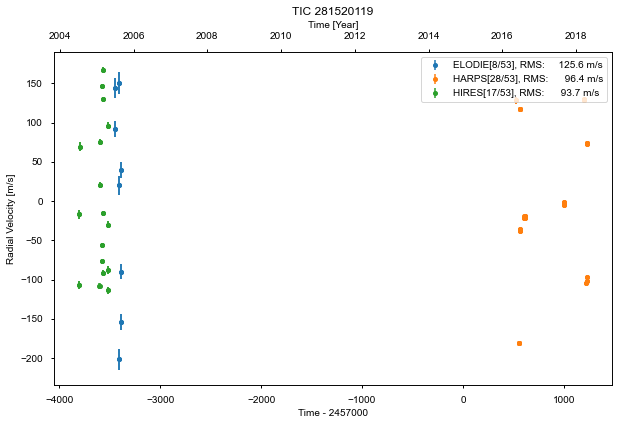 TIC 281520119
Time [Year]
2004 2006 2008 2010 2012 2014 2016 2018
ELODIE[8/53], RMS: 125.6 m/s
HARPS[28/53], RMS: 96.4 m/s
HIRES[17/53], RMS: 93.7 m/s
Radial Velocity [m/s]
150
100
50
0
−50
−100
−150
−200
−4000 −3000 −2000 −1000 0 1000
Time - 2457000